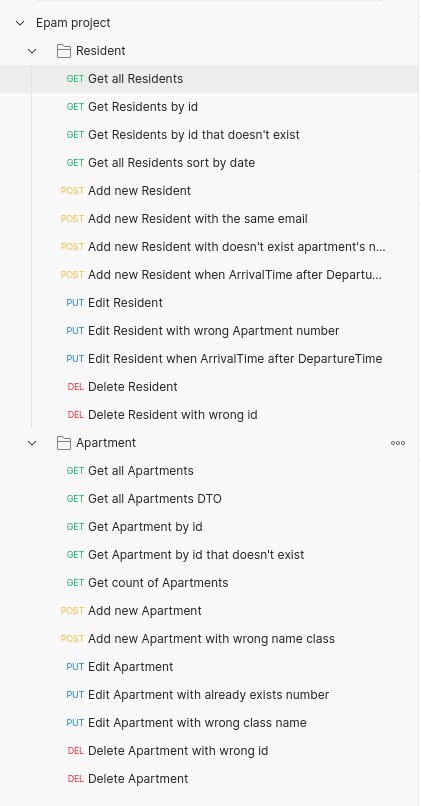 Epam project
Resident
GET Get all Residents
GET Get Residents by id
GET Get Residents by id that doesn't exist
GET Get all Residents sort by date
POST Add new Resident
POST Add new Resident with the same email
POST Add new Resident with doesn't exist apartment's n...
POST Add new Resident when ArrivalTime after Departu...
PUT Edit Resident
PUT Edit Resident with wrong Apartment number
PUT Edit Resident when ArrivalTime after DepartureTime
DEL Delete Resident
DEL Delete Resident with wrong id
Apartment
GET Get all Apartments
GET Get all Apartments DTO
GET Get Apartment by id
GET Get Apartment by id that doesn't exist
GET Get count of Apartments
POST Add new Apartment
POST Add new Apartment with wrong name class
PUT Edit Apartment
PUT Edit Apartment with already exists number
PUT Edit Apartment with wrong class name
DEL Delete Apartment with wrong id
DEL Delete Apartment